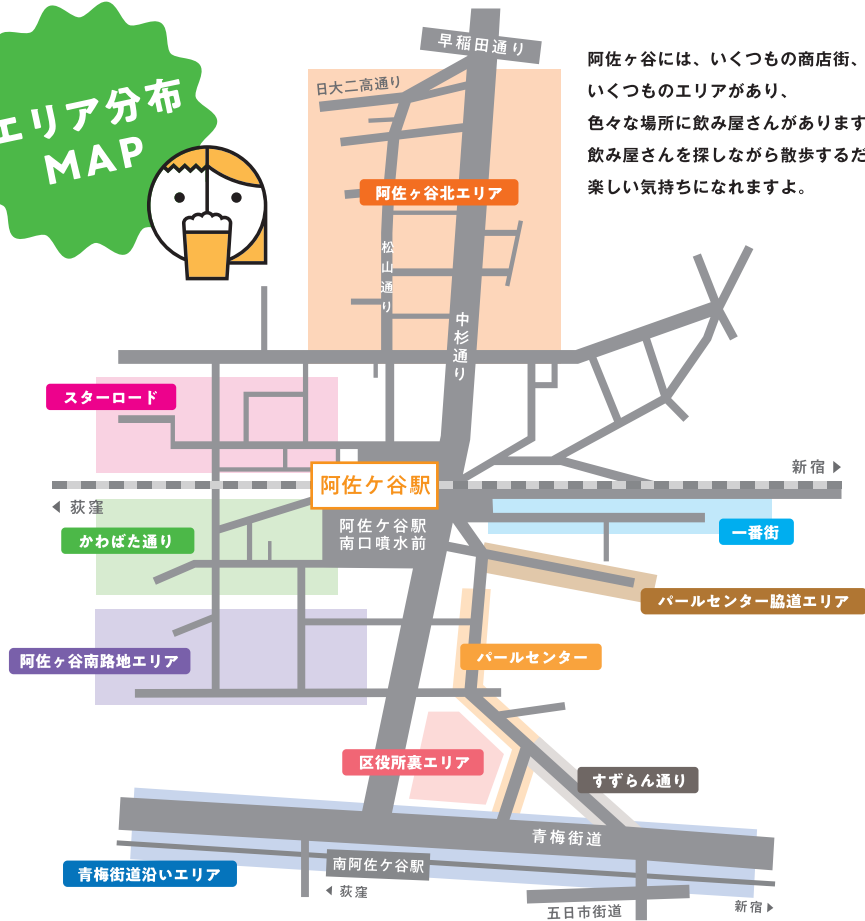 エリア分布
MAP
阿佐ヶ谷には、いくつもの商店街、
いくつものエリアがあり、
色々な場所に飲み屋さんがあります
飲み屋さんを探しながら散歩するだ
楽しい気持ちになれますよ。
早稲田通り
日大二高通り
阿佐ヶ谷北エリア
松山通り
中杉通り
スターロード
新宿 ▶
阿佐ケ谷駅
◀ 荻窪
阿佐ケ谷駅
南口噴水前
かわばた通り
一番街
パールセンター脇道エリア
阿佐ヶ谷南路地エリア
パールセンター
区役所裏エリア
すずらん通り
青梅街道
南阿佐ケ谷駅
青梅街道沿いエリア
◀ 荻窪
五日市街道
新宿 ▶